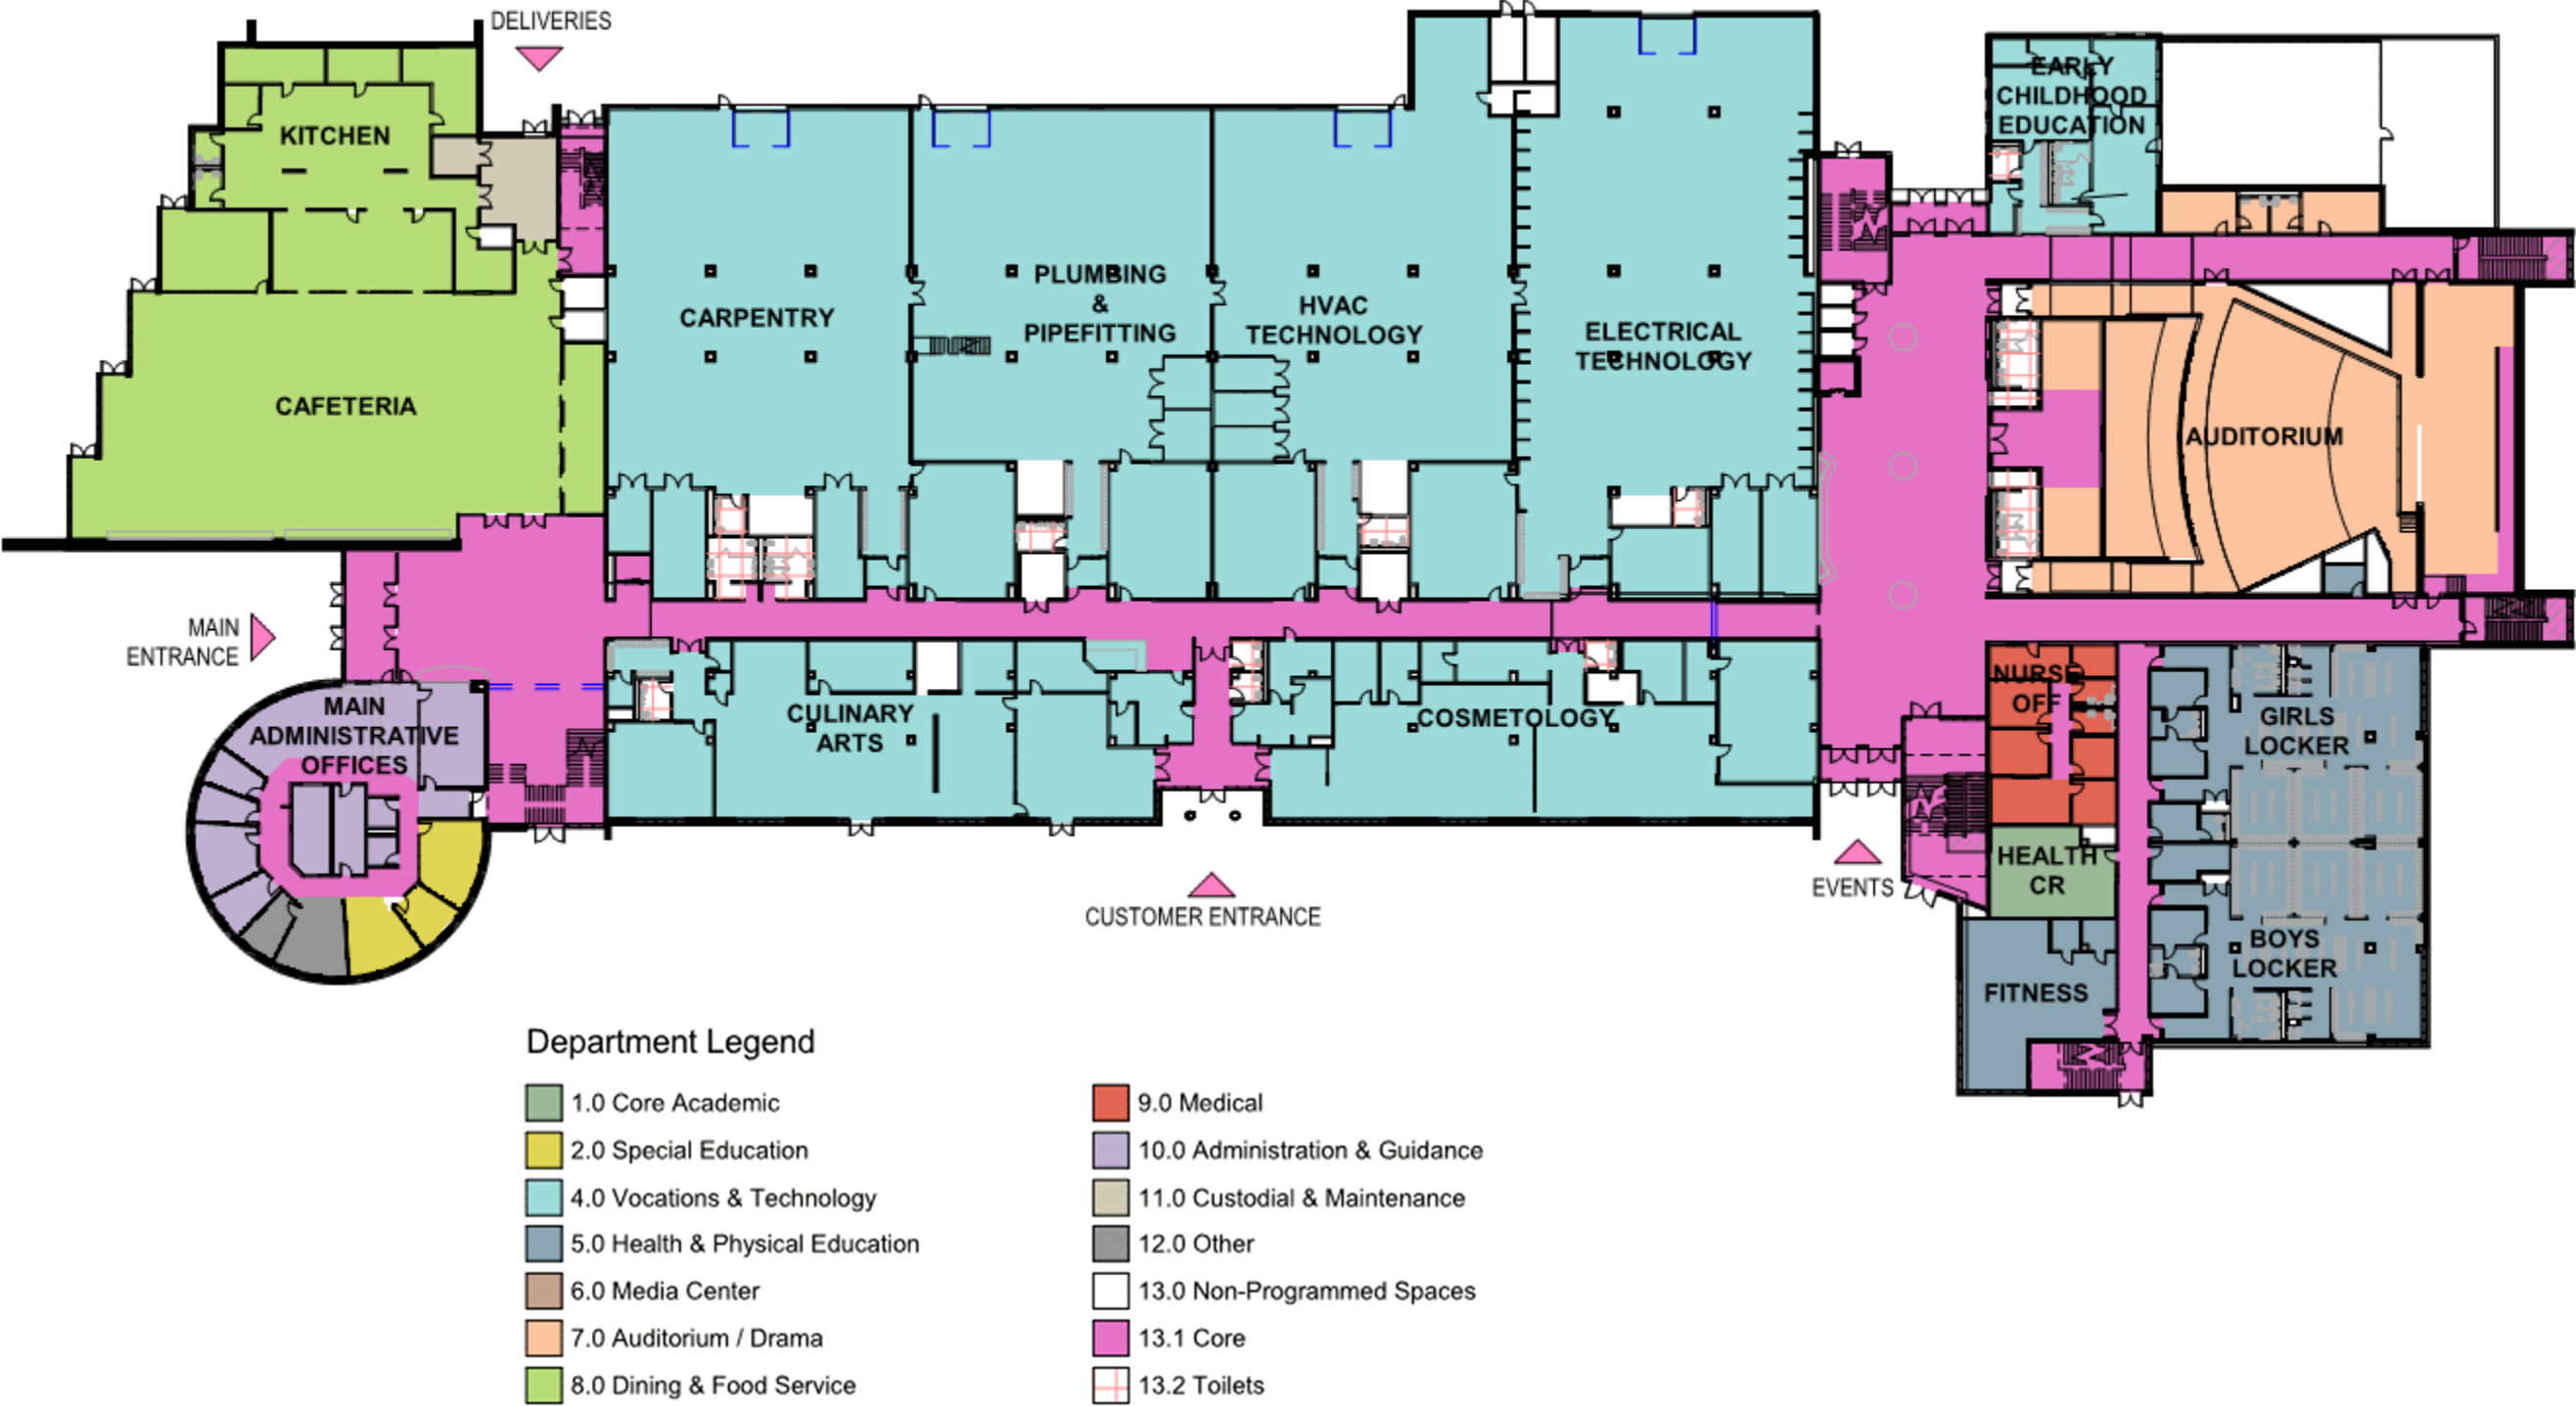 DELIVERIES
EARLY
CHILDHOOD
EDUCATION
KITCHEN
CARPENTRY
PLUMBING
&
PIPEFITTING
HVAC
TECHNOLOGY
ELECTRICAL
TECHNOLOGY
CAFETERIA
AUDITORIUM
MAIN
ENTRANCE
NURSE
OFF
MAIN
ADMINISTRATIVE
OFFICES
CULINARY
ARTS
COSMETOLOGY
GIRLS
LOCKER
HEALTH
CR
EVENTS
CUSTOMER ENTRANCE
BOYS
LOCKER
FITNESS
Department Legend
1.0 Core Academic
2.0 Special Education
4.0 Vocations & Technology
5.0 Health & Physical Education
6.0 Media Center
7.0 Auditorium / Drama
8.0 Dining & Food Service
9.0 Medical
10.0 Administration & Guidance
11.0 Custodial & Maintenance
12.0 Other
13.0 Non-Programmed Spaces
13.1 Core
13.2 Toilets